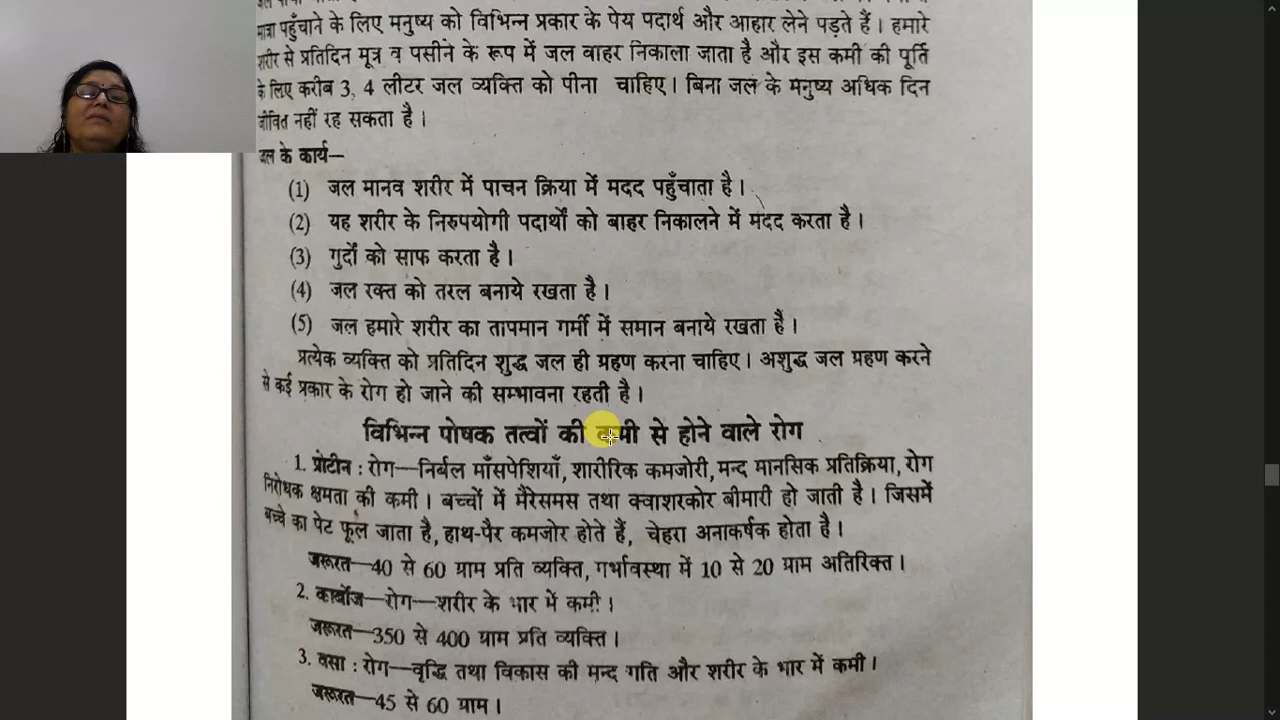 मात्रा पहुँचाने के लिए मनुष्य को विभिन्न प्रकार के पेय पदार्थ और आहार लेने पड़ते हैं। हमारे
शरीर से प्रतिदिन मूत्र व पसीने के रूप में जल वाहर निकाला जाता है और इस कमी की पूर्ति
के लिए करीब 3, 4 लीटर जल व्यक्ति को पीना चाहिए। बिना जल के मनुष्य अधिक दिन
जीवित नहीं रह सकता है।
जल के कार्य—
(1) जल मानव शरीर में पाचन क्रिया में मदद पहुँचाता है।
(2) यह शरीर के निरुपयोगी पदार्थों को बाहर निकालने में मदद करता है।
(3) गुर्दों को साफ करता है।
(4) जल रक्त को तरल बनाये रखता है।
(5) जल हमारे शरीर का तापमान गर्मी में समान बनाये रखता है।
प्रत्येक व्यक्ति को प्रतिदिन शुद्ध जल ही ग्रहण करना चाहिए। अशुद्ध जल ग्रहण करने
से कई प्रकार के रोग हो जाने की सम्भावना रहती है।
विभिन्न पोषक तत्वों की कमी से होने वाले रोग
1. प्रोटीन : रोग—निर्बल माँसपेशियाँ, शारीरिक कमजोरी, मन्द मानसिक प्रतिक्रिया, रोग
निरोधक क्षमता की कमी। बच्चों में मैरेसमस तथा क्वाशरकोर बीमारी हो जाती है। जिसमें
बच्चे का पेट फूल जाता है, हाथ-पैर कमजोर होते हैं, चेहरा अनाकर्षक होता है।
जरूरत—40 से 60 ग्राम प्रति व्यक्ति, गर्भावस्था में 10 से 20 ग्राम अतिरिक्त।
2. कार्बोज—रोग—शरीर के भार में कमी।
जरूरत—350 से 400 ग्राम प्रति व्यक्ति।
3. वसा : रोग—वृद्धि तथा विकास की मन्द गति और शरीर के भार में कमी।
जरूरत—45 से 60 ग्राम।